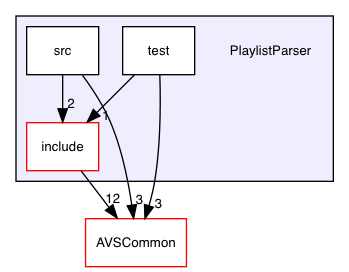 src
test
PlaylistParser
2
1
include
12
3
3
AVSCommon